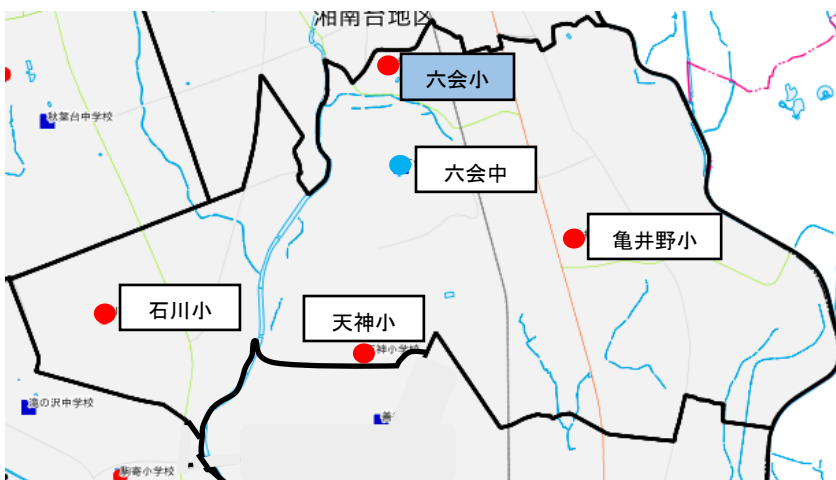 湘南台地区
六会小
秋葉台中学校
六会中
亀井野小
石川小
天神小
天神小学校
滝の沢中学校
善
駒寄小学校